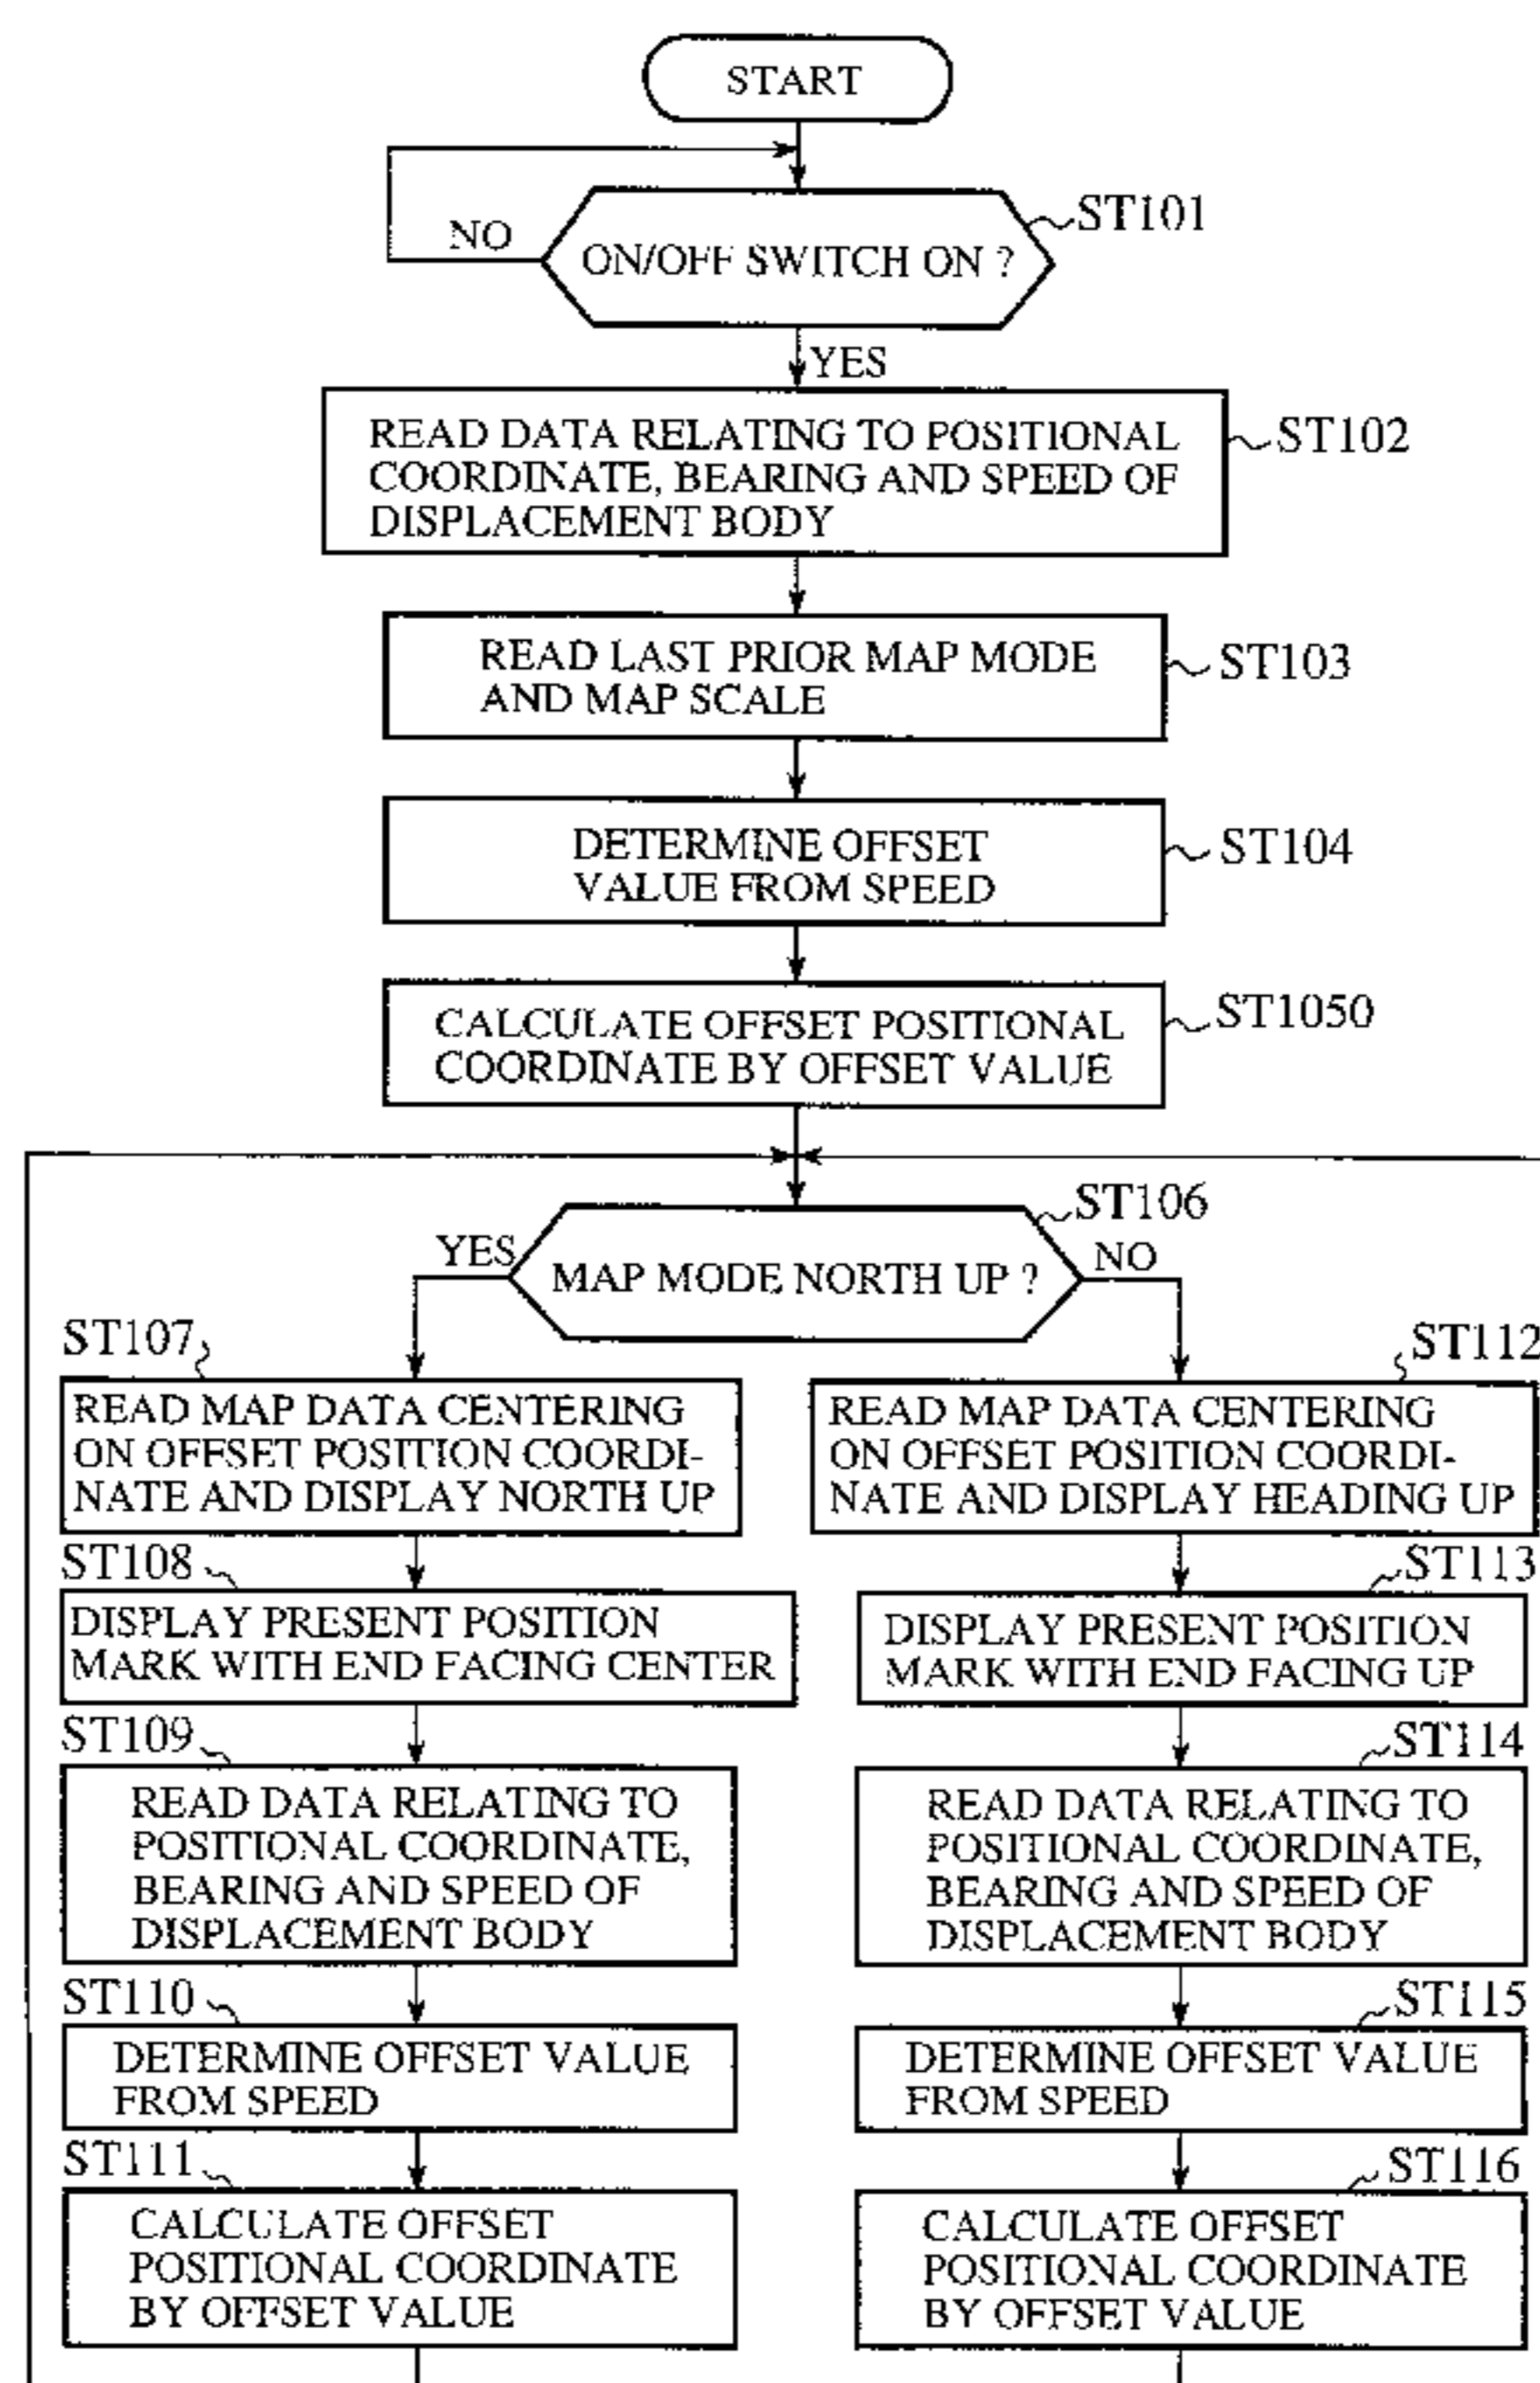 START
NO
ST101
ON/OFF SWITCH ON ?
YES
READ DATA RELATING TO POSITIONAL
COORDINATE, BEARING AND SPEED OF
DISPLACEMENT BODY
ST102
READ LAST PRIOR MAP MODE
AND MAP SCALE
ST103
DETERMINE OFFSET
VALUE FROM SPEED
ST104
CALCULATE OFFSET POSITIONAL
COORDINATE BY OFFSET VALUE
ST1050
ST106
YES
MAP MODE NORTH UP ?
NO
ST107
READ MAP DATA CENTERING
ON OFFSET POSITION COORDI-
NATE AND DISPLAY NORTH UP
ST108
DISPLAY PRESENT POSITION
MARK WITH END FACING CENTER
ST109
READ DATA RELATING TO
POSITIONAL COORDINATE,
BEARING AND SPEED OF
DISPLACEMENT BODY
ST110
DETERMINE OFFSET VALUE
FROM SPEED
ST111
CALCULATE OFFSET
POSITIONAL COORDINATE
BY OFFSET VALUE
ST112
READ MAP DATA CENTERING
ON OFFSET POSITION COORDI-
NATE AND DISPLAY HEADING UP
ST113
DISPLAY PRESENT POSITION
MARK WITH END FACING UP
ST114
READ DATA RELATING TO
POSITIONAL COORDINATE,
BEARING AND SPEED OF
DISPLACEMENT BODY
ST115
DETERMINE OFFSET VALUE
FROM SPEED
ST116
CALCULATE OFFSET
POSITIONAL COORDINATE
BY OFFSET VALUE